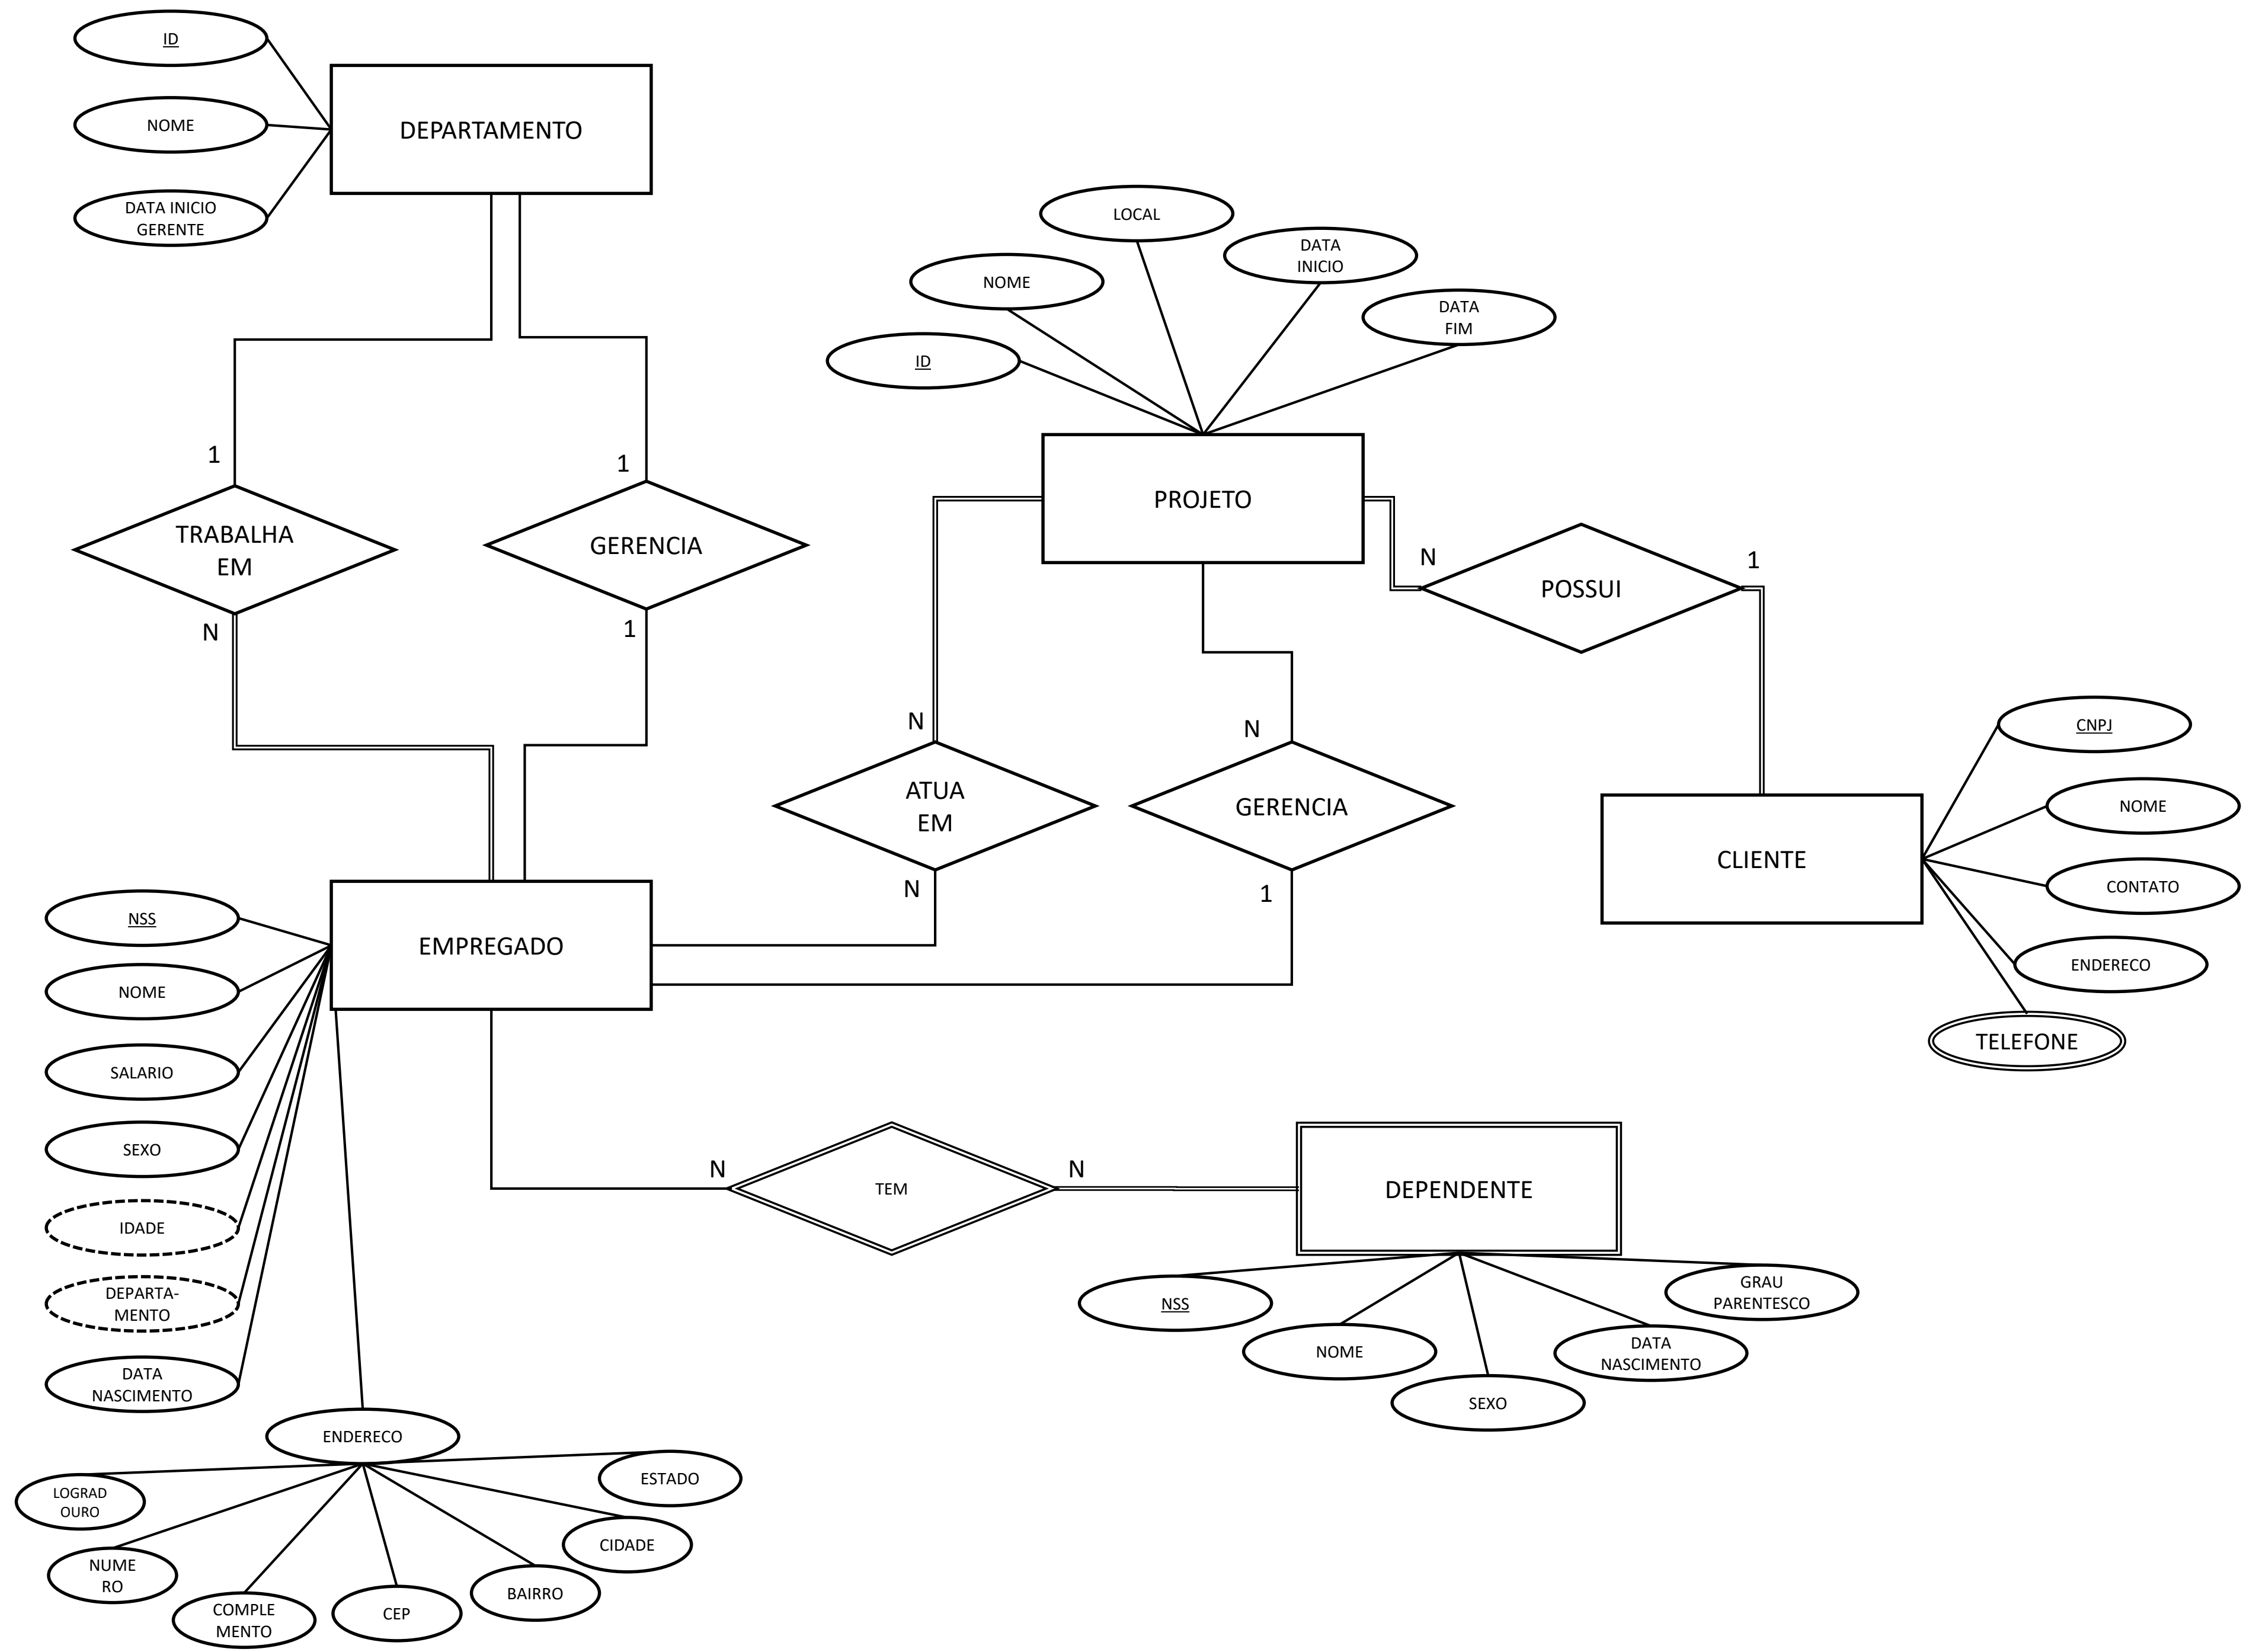 ID
NOME
DATA INICIO
GERENTE
DEPARTAMENTO
LOCAL
NOME
DATA
INICIO
DATA
FIM
ID
PROJETO
1
1
TRABALHA
EM
GERENCIA
N
1
N
POSSUI
1
N
N
ATUA
EM
GERENCIA
N
1
CNPJ
NOME
CLIENTE
CONTATO
ENDERECO
TELEFONE
NSS
NOME
SALARIO
SEXO
IDADE
DEPARTA-
MENTO
DATA
NASCIMENTO
EMPREGADO
N
TEM
N
DEPENDENTE
NSS
NOME
SEXO
DATA
NASCIMENTO
GRAU
PARENTESCO
ENDERECO
LOGRAD
OURO
NUME
RO
COMPLE
MENTO
CEP
BAIRRO
CIDADE
ESTADO